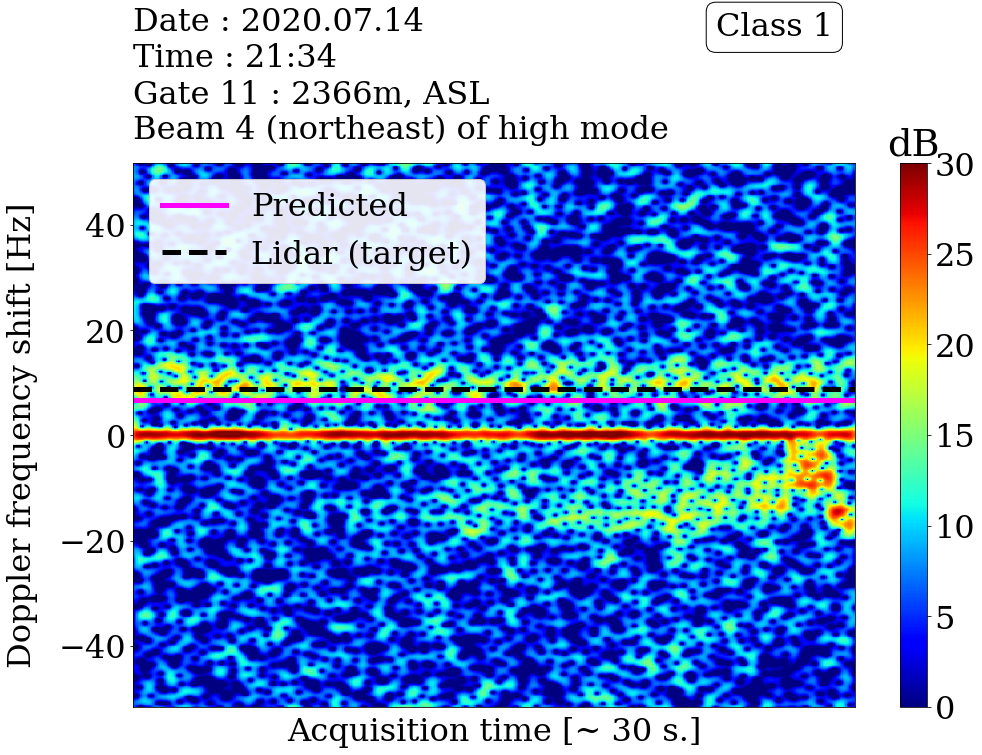 Date : 2020.07.14
Time : 21:34
Gate 11 : 2366m, ASL
Beam 4 (northeast) of high mode
Class 1
dB
Predicted
Lidar (target)
Doppler frequency shift [Hz]
40
20
0
−20
−40
30
25
20
15
10
5
0
Acquisition time [~ 30 s.]